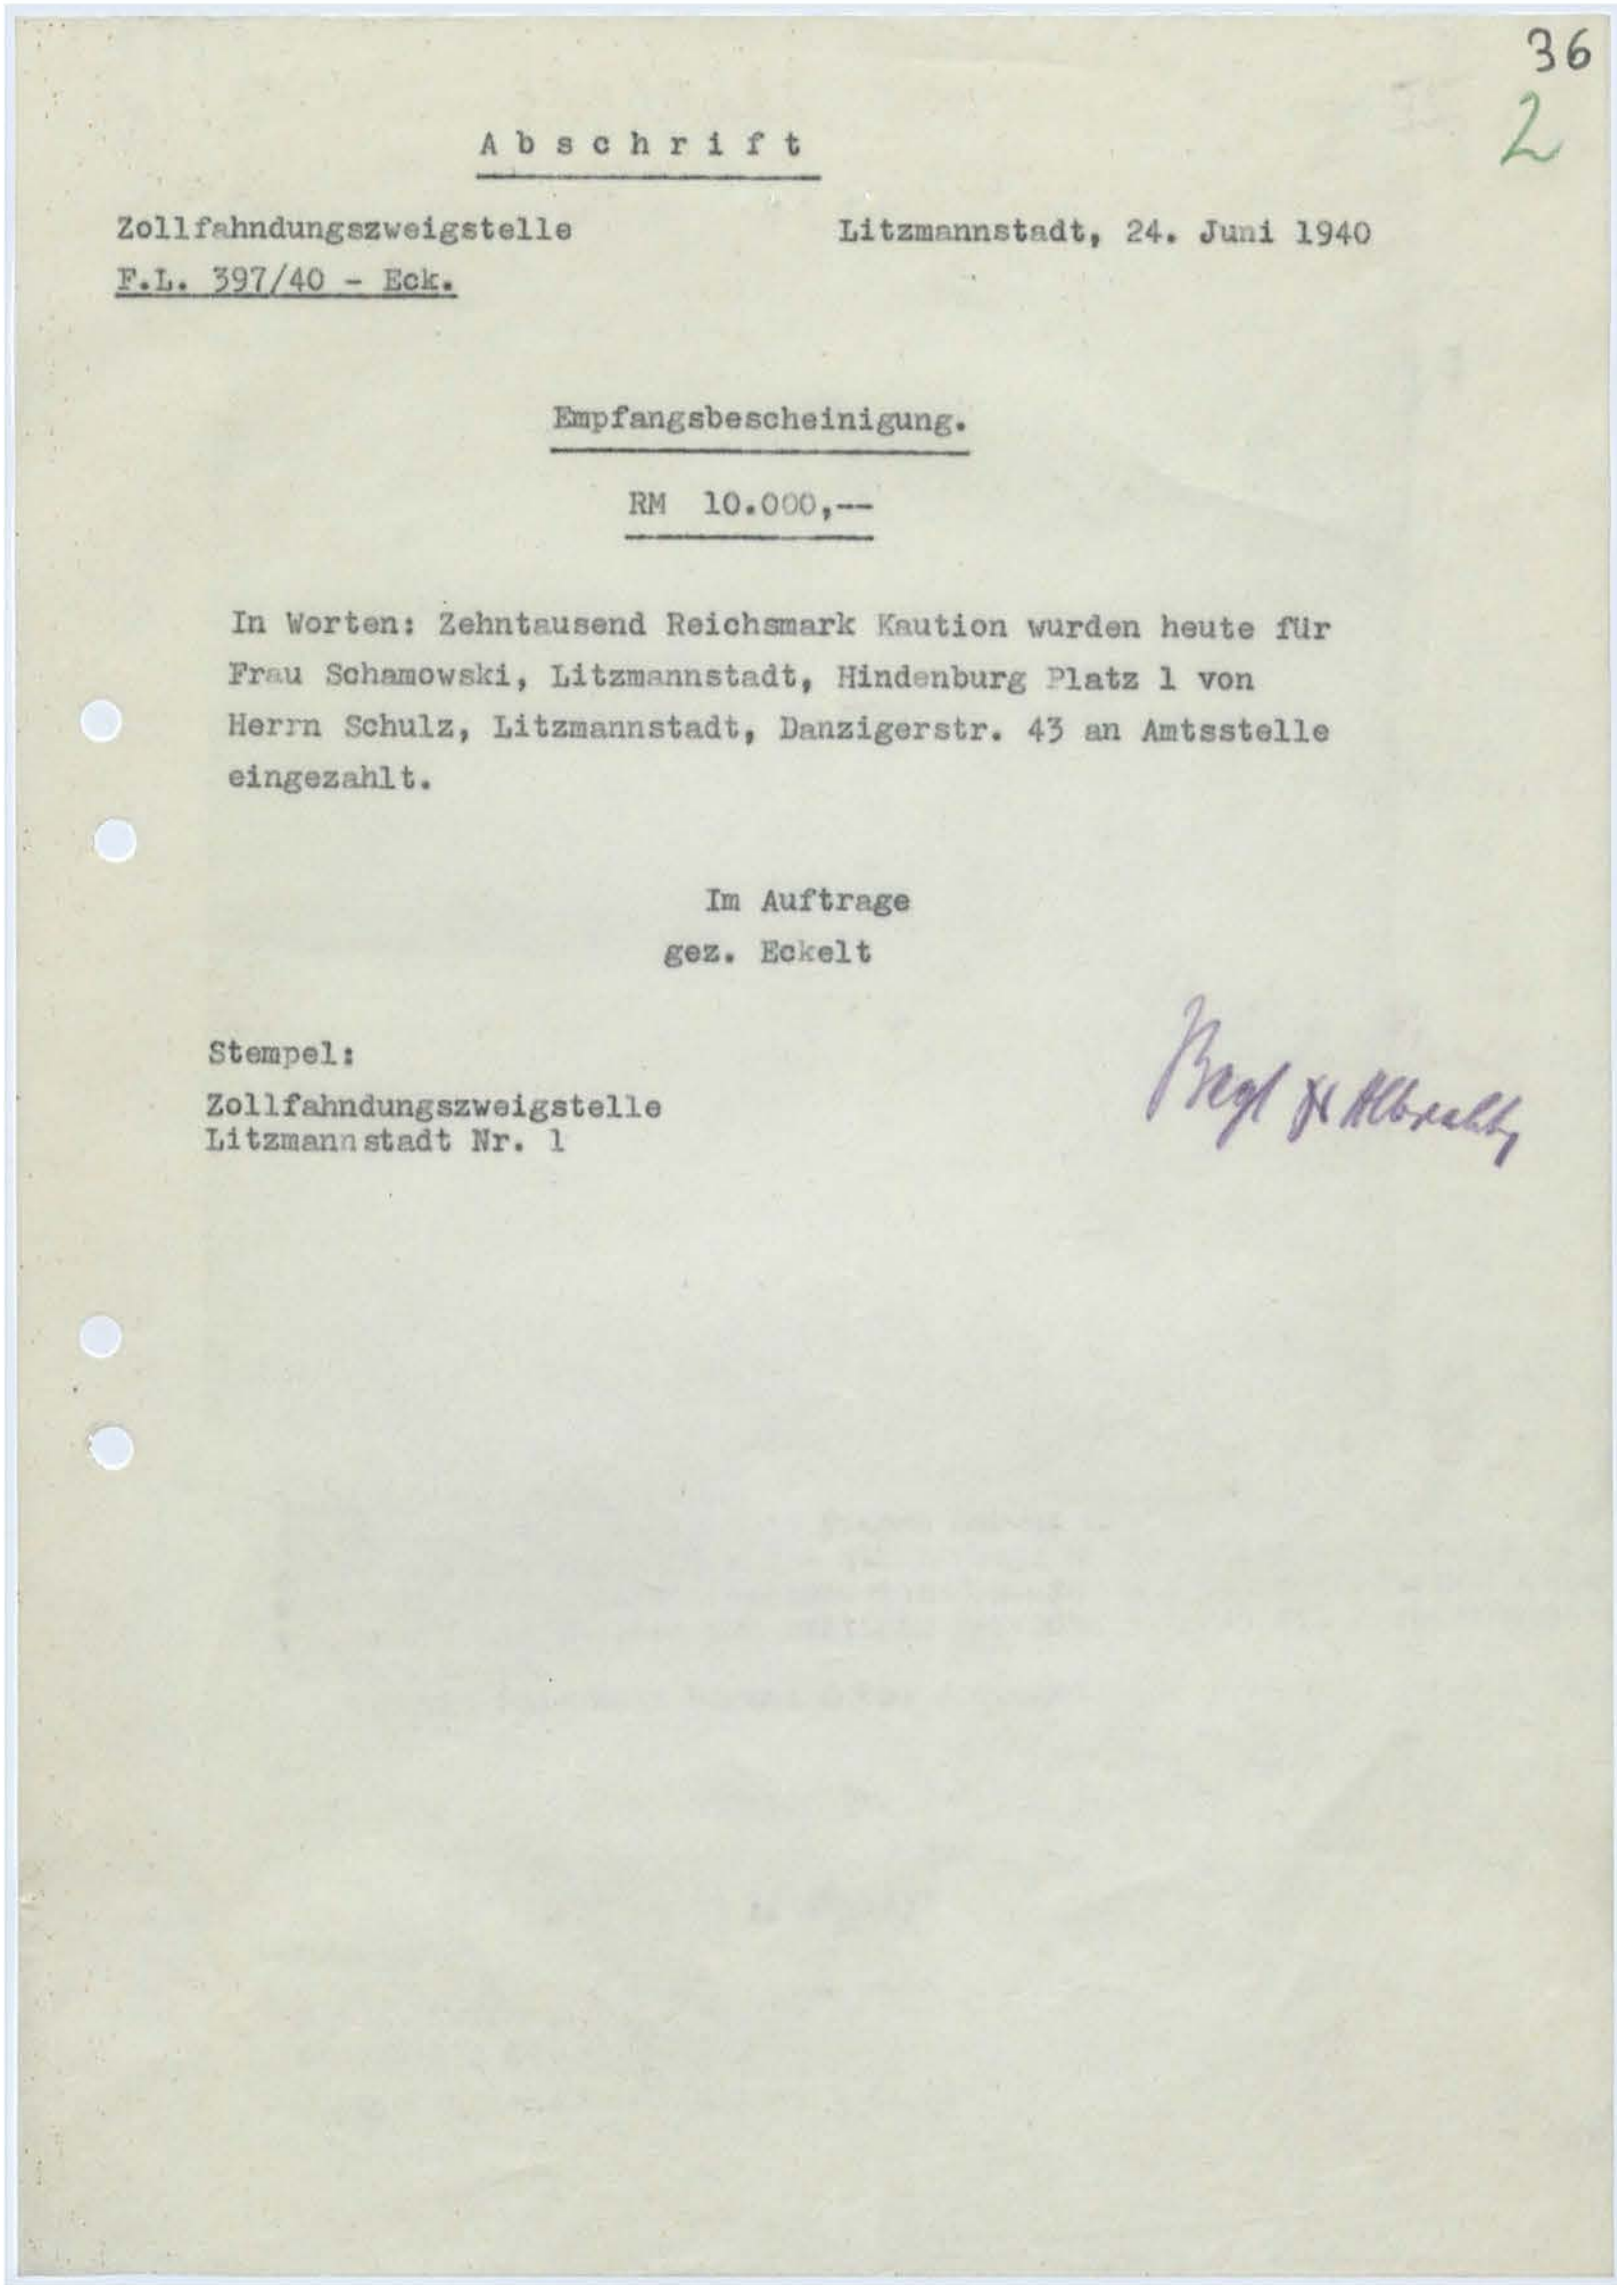 36
2
A b s c h r i f t
Zollfahndungszweigstelle Litzmannstadt, 24. Juni 1940
F.L. 397/40 - Eck.
Empfangsbescheinigung.
RM 10.000,--
In Worten: Zehntausend Reichsmark Kaution wurden heute für
Frau Schamowski, Litzmannstadt, Hindenburg Platz 1 von
Herrn Schulz, Litzmannstadt, Danzigerstr. 43 an Amtsstelle
eingezahlt.
Im Auftrage
gez. Eckelt
Stempel:
Zollfahndungszweigstelle
Litzmannstadt Nr. 1